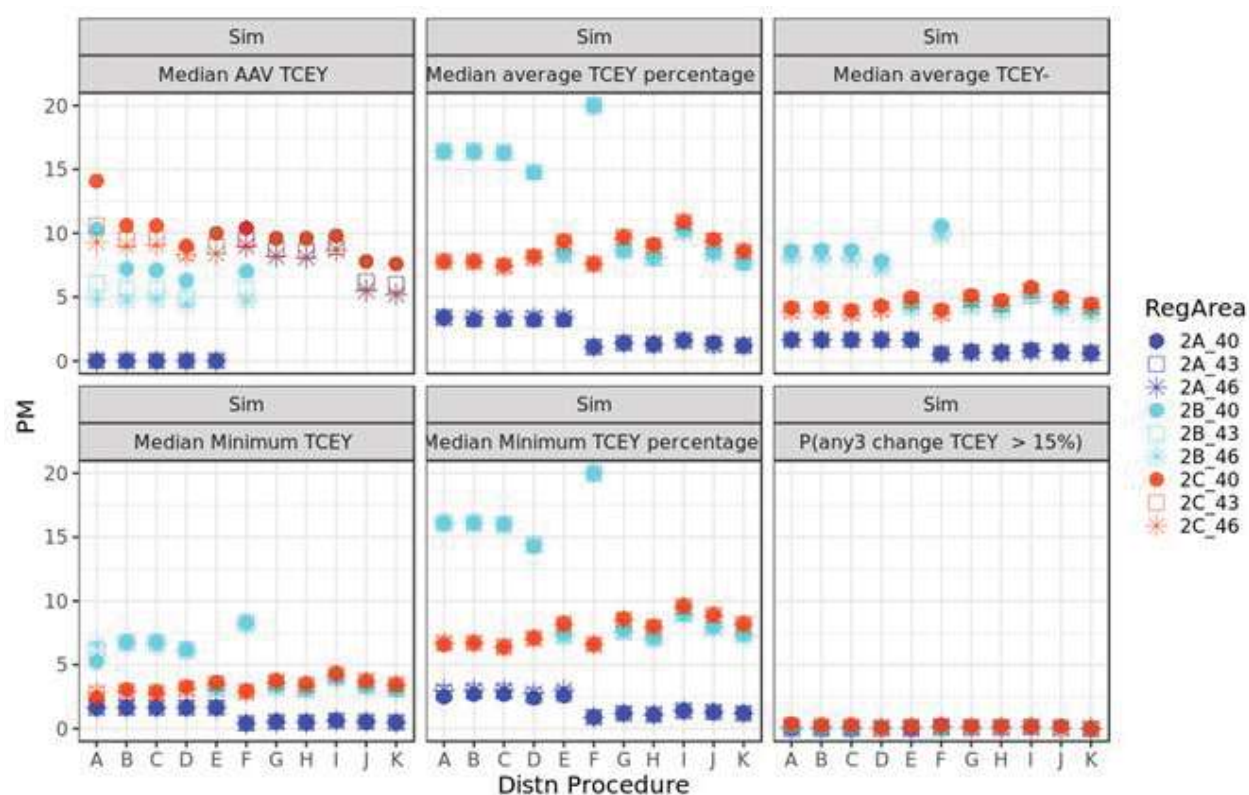 Sim
Sim
Sim
Median AAV TCEY
Median average TCEY percentage
Median average TCEY-
20
15
10
5
0
PM
Sim
Sim
Sim
Median Minimum TCEY
Median Minimum TCEY percentage
P(any3 change TCEY > 15%)
20
15
10
5
0
A B C D E F G H I J K
A B C D E F G H I J K
A B C D E F G H I J K
Distn Procedure
RegArea
2A_40
2A_43
2A_46
2B_40
2B_43
2B_46
2C_40
2C_43
2C_46